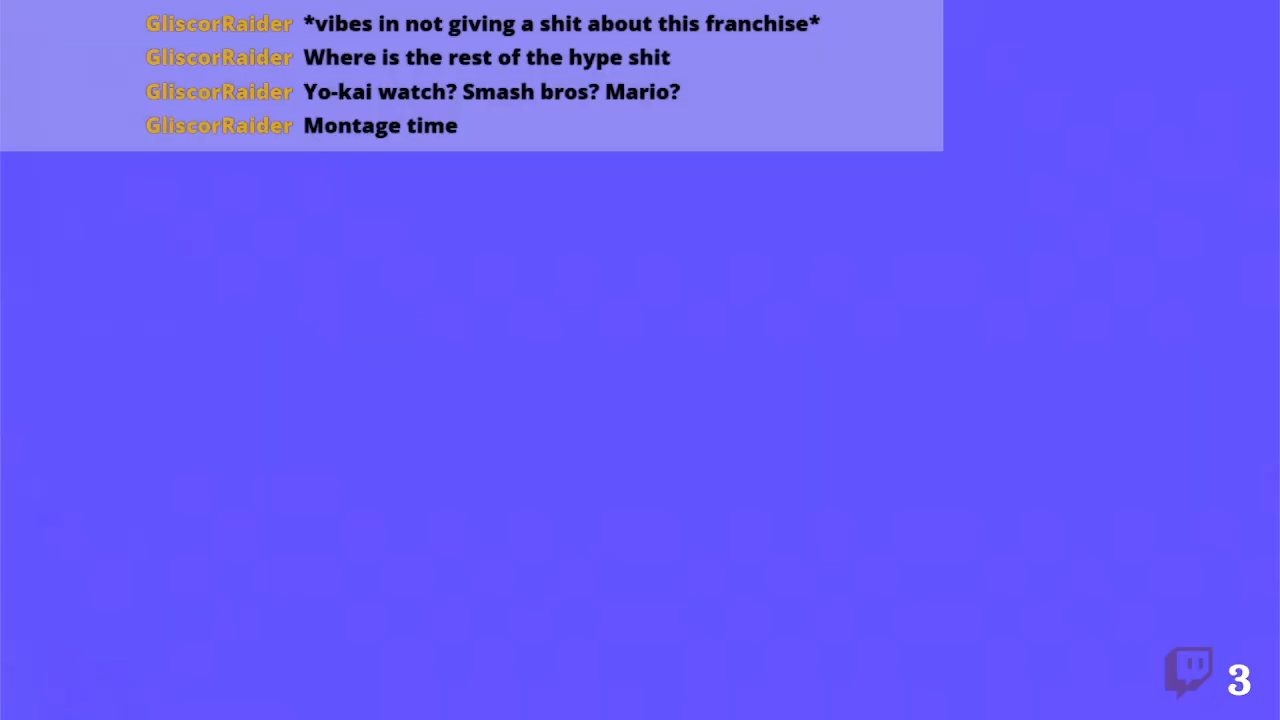 GliscorRaider *vibes in not giving a shit about this franchise*
GliscorRaider Where is the rest of the hype shit
GliscorRaider Yo-kai watch? Smash bros? Mario?
GliscorRaider Montage time
3